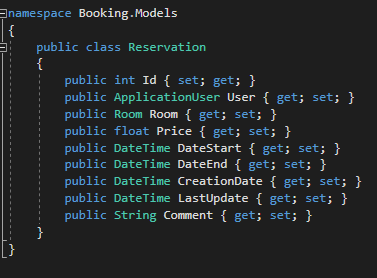 namespace Booking.Models
{
public class Reservation
{
public int Id { set; get; }
public ApplicationUser User { get; set; }
public Room Room { get; set; }
public float Price { get; set; }
public DateTime DateStart { get; set; }
public DateTime DateEnd { get; set; }
public DateTime CreationDate { get; set; }
public DateTime LastUpdate { get; set; }
public String Comment { get; set; }
}
}